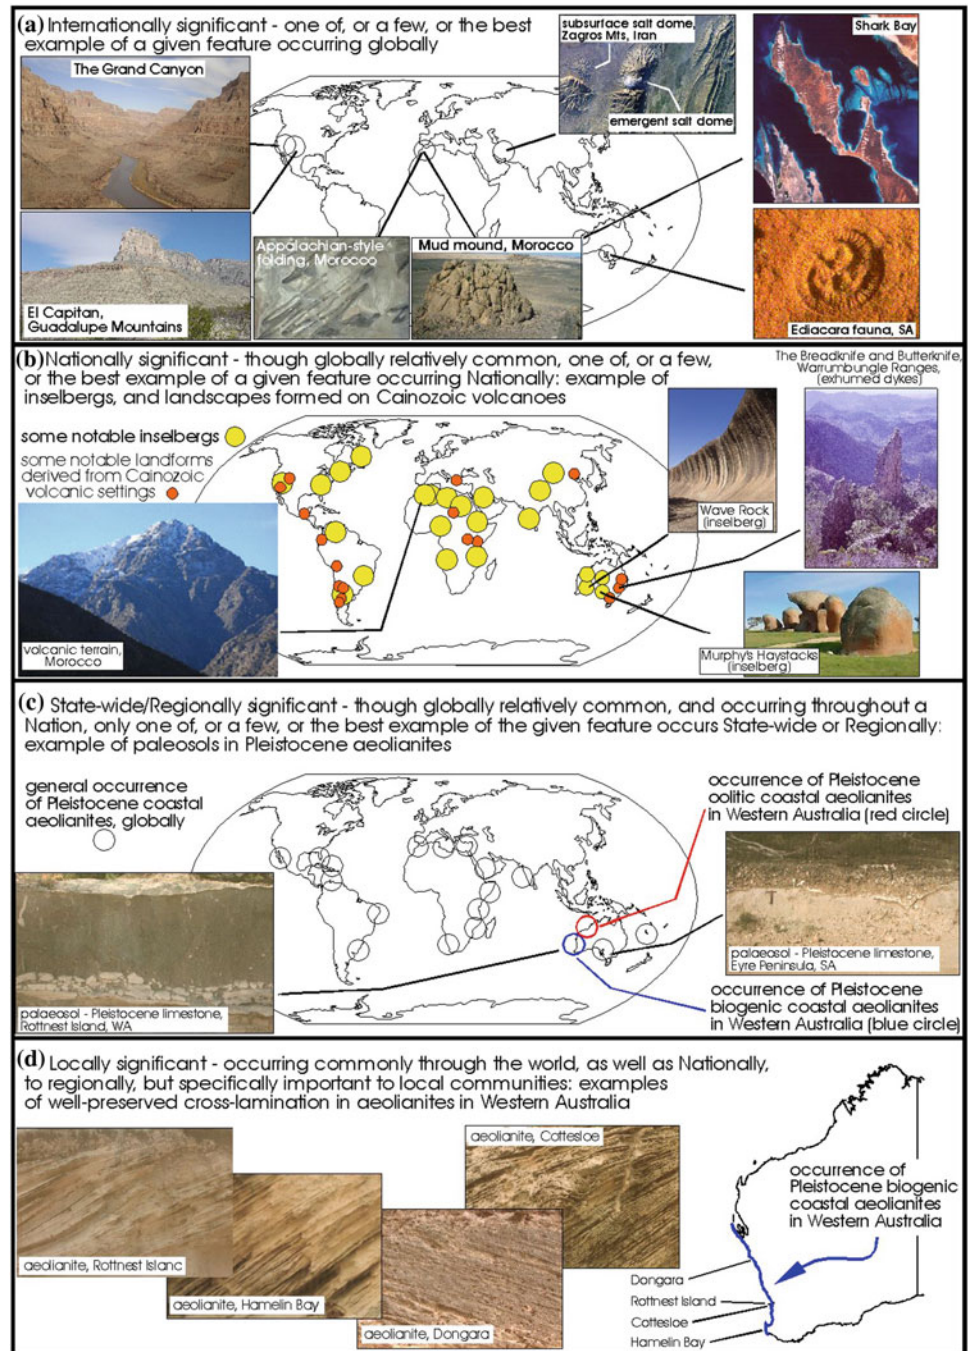 (a) Internationally significant - one of, or a few, or the best
example of a given feature occurring globally
The Grand Canyon
subsurface salt dome,
Zagros Mts, Iran
emergent salt dome
Shark Bay
El Capitan,
Guadalupe Mountains
Appalachian-style
folding, Morocco
Mud mound, Morocco
Ediacara fauna, SA
(b) Nationally significant - though globally relatively common, one of, or a few,
or the best example of a given feature occurring Nationally: example of
inselbergs, and landscapes formed on Cainozoic volcanoes
The Breadknife and Butterknife,
Warrumbungle Ranges,
(exhumed dykes)
some notable inselbergs
some notable landforms
derived from Cainozoic
volcanic settings
Wave Rock
(inselberg)
volcanic terrain,
Morocco
Murphy's Haystacks
(inselberg)
(c) State-wide/Regionally significant - though globally relatively common, and occurring throughout a
Nation, only one of, or a few, or the best example of the given feature occurs State-wide or Regionally:
example of paleosols in Pleistocene aeolianites
general occurrence
of Pleistocene coastal
aeolianites, globally
occurrence of Pleistocene
oolitic coastal aeolianites
in Western Australia (red circle)
palaeosol - Pleistocene limestone,
Rottnest Island, WA
palaeosol - Pleistocene limestone,
Eyre Peninsula, SA
occurrence of Pleistocene
biogenic coastal aeolianites
in Western Australia (blue circle)
(d) Locally significant - occurring commonly through the world, as well as Nationally,
to regionally, but specifically important to local communities: examples
of well-preserved cross-lamination in aeolianites in Western Australia
aeolianite, Rottnest Islanc
aeolianite, Hamelin Bay
aeolianite, Cottesloe
aeolianite, Dongara
occurrence of
Pleistocene biogenic
coastal aeolianites
in Western Australia
Dongara
Rottnest Island
Cottesloe
Hamelin Bay